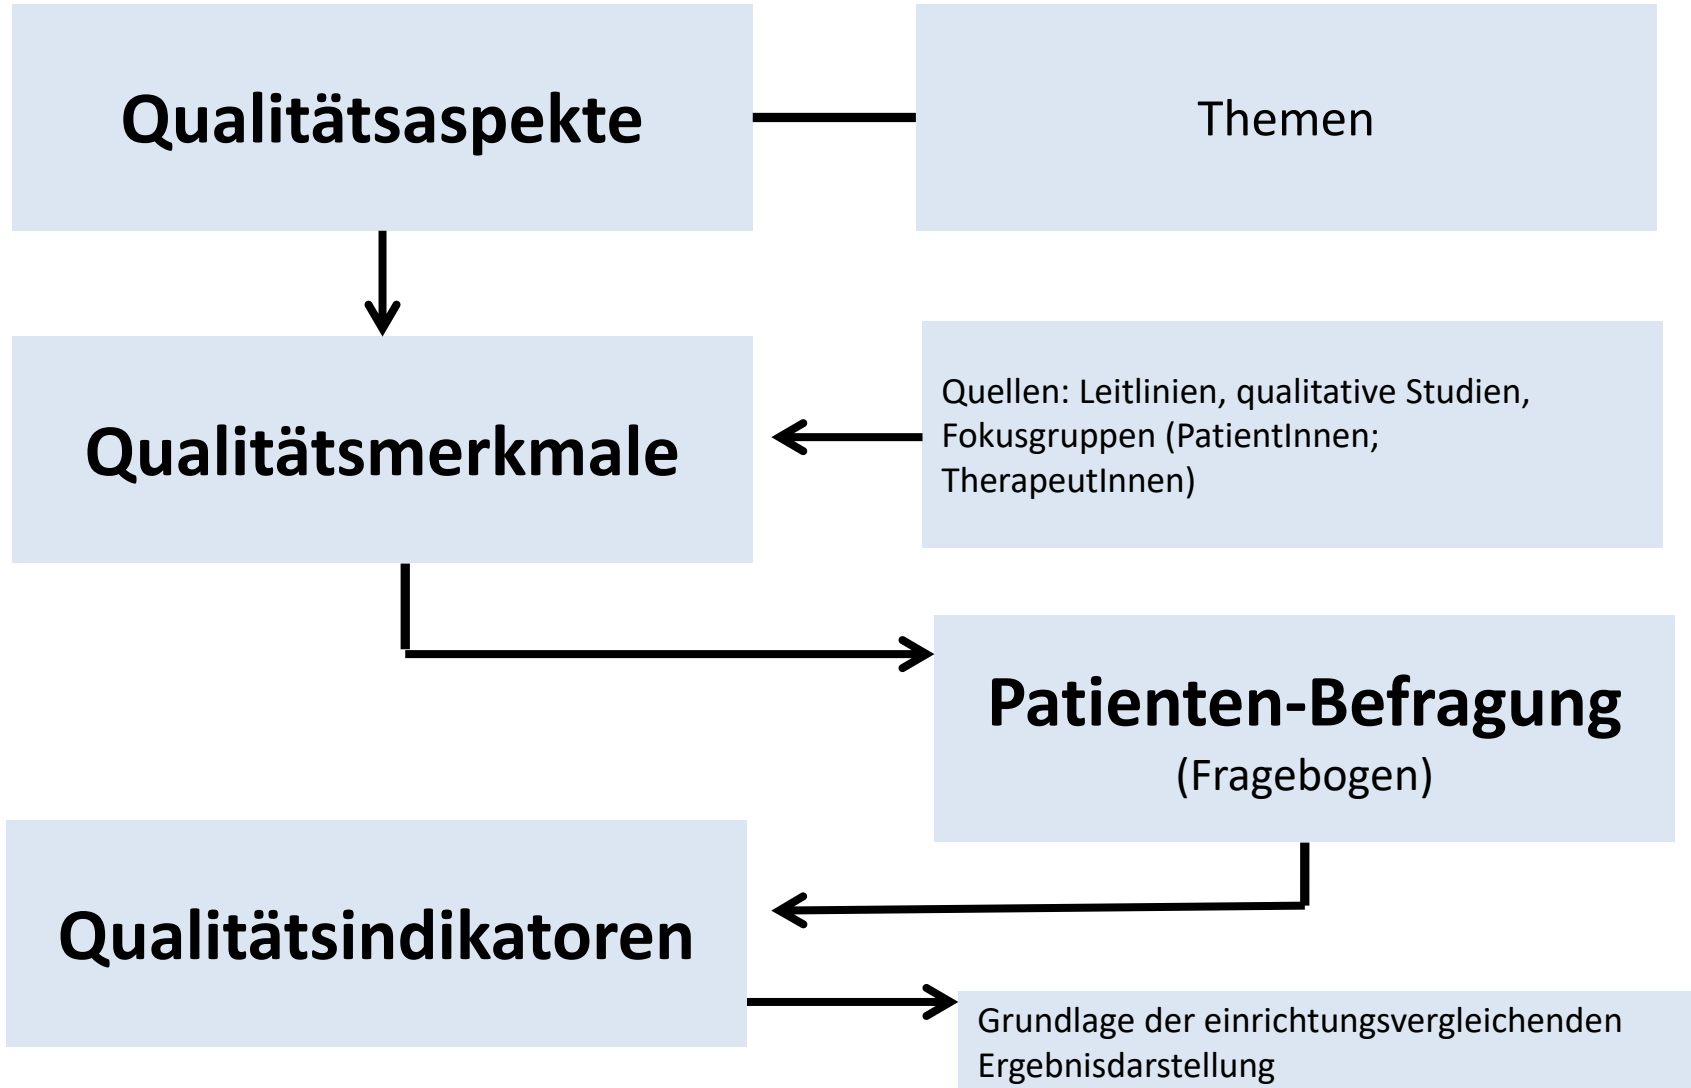 Qualitätsaspekte
Themen
Qualitätsmerkmale
Quellen: Leitlinien, qualitative Studien,
Fokusgruppen (PatientInnen;
TherapeutInnen)
Patienten-Befragung
(Fragebogen)
Qualitätsindikatoren
Grundlage der einrichtungsvergleichenden
Ergebnisdarstellung